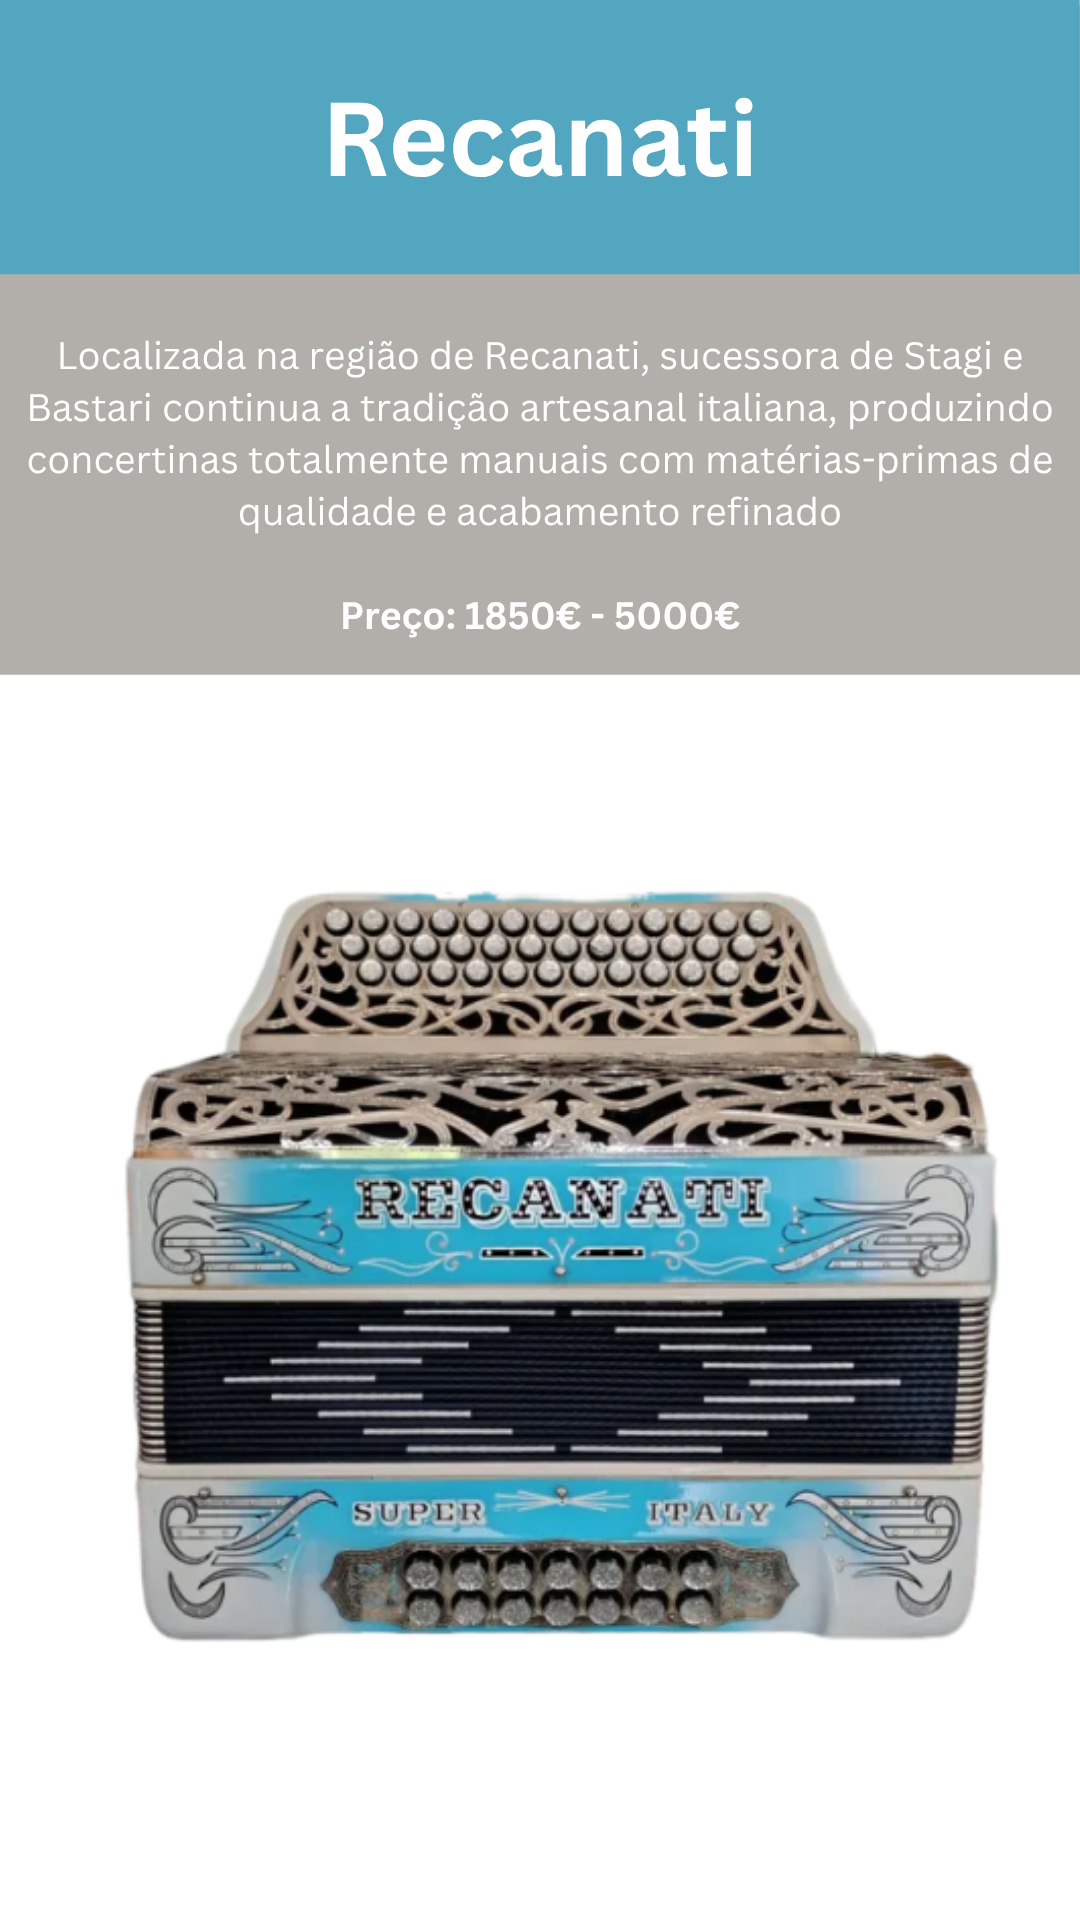 Recanati
Localizada na região de Recanati, sucessora de Stagi e
Bastari continua a tradição artesanal italiana, produzindo
concertinas totalmente manuais com matérias-primas de
qualidade e acabamento refinado
Preço: 1850€ - 5000€
RECANATI
SUPER ITALY